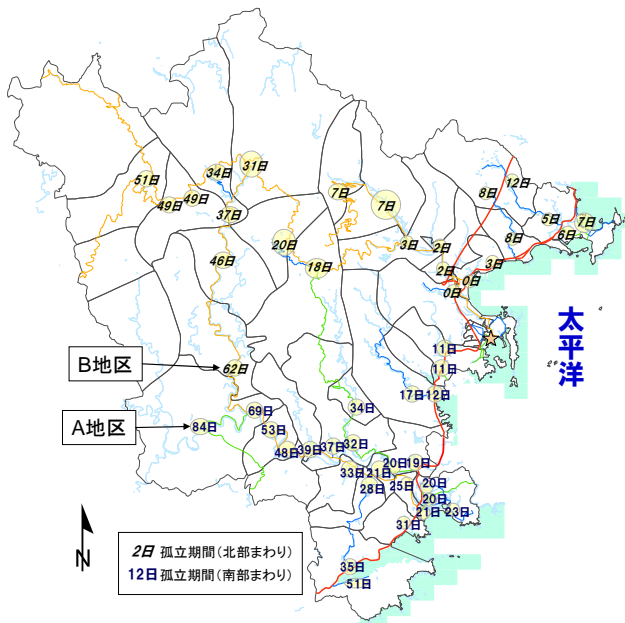 31日
34日
51日
49日
49日
37日
7日
7日
8日
12日
5日
7日
6日
8日
20日
18日
3日
2日
3日
2日
0日
0日
46日
太平洋
11日
11日
B地区
62日
17日
12日
69日
34日
A地区
84日
53日
48日
39日
37日
32日
33日
21日
20日
19日
28日
25日
20日
20日
21日
23日
31日
35日
51日
N
2日 孤立期間(北部まわり)
12日 孤立期間(南部まわり)